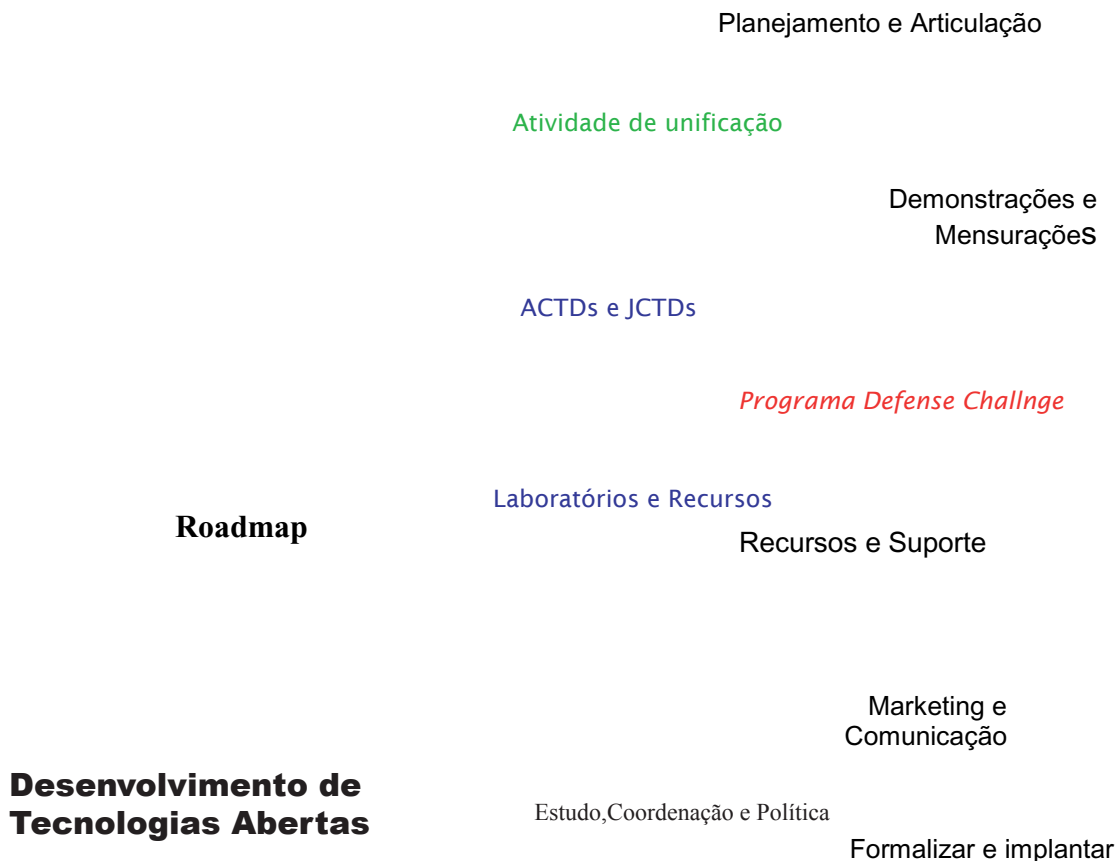 Planejamento e Articulação
Atividade de unificação
Demonstrações e
Mensurações
ACTDs e JCTDs
Programa Defense Challnge
Laboratórios e Recursos
Roadmap
Recursos e Suporte
Marketing e
Comunicação
Desenvolvimento de
Tecnologias Abertas
Estudo,Coordenação e Política
Formalizar e implantar